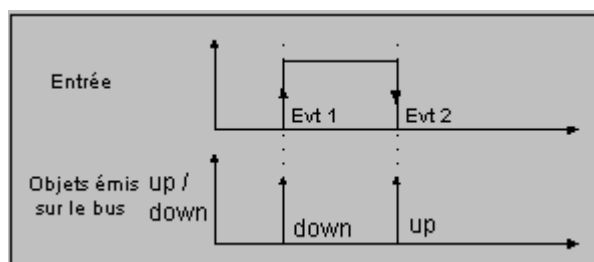 Entrée
Evt 1
Evt 2
Objets émis up /
sur le bus down
down
up